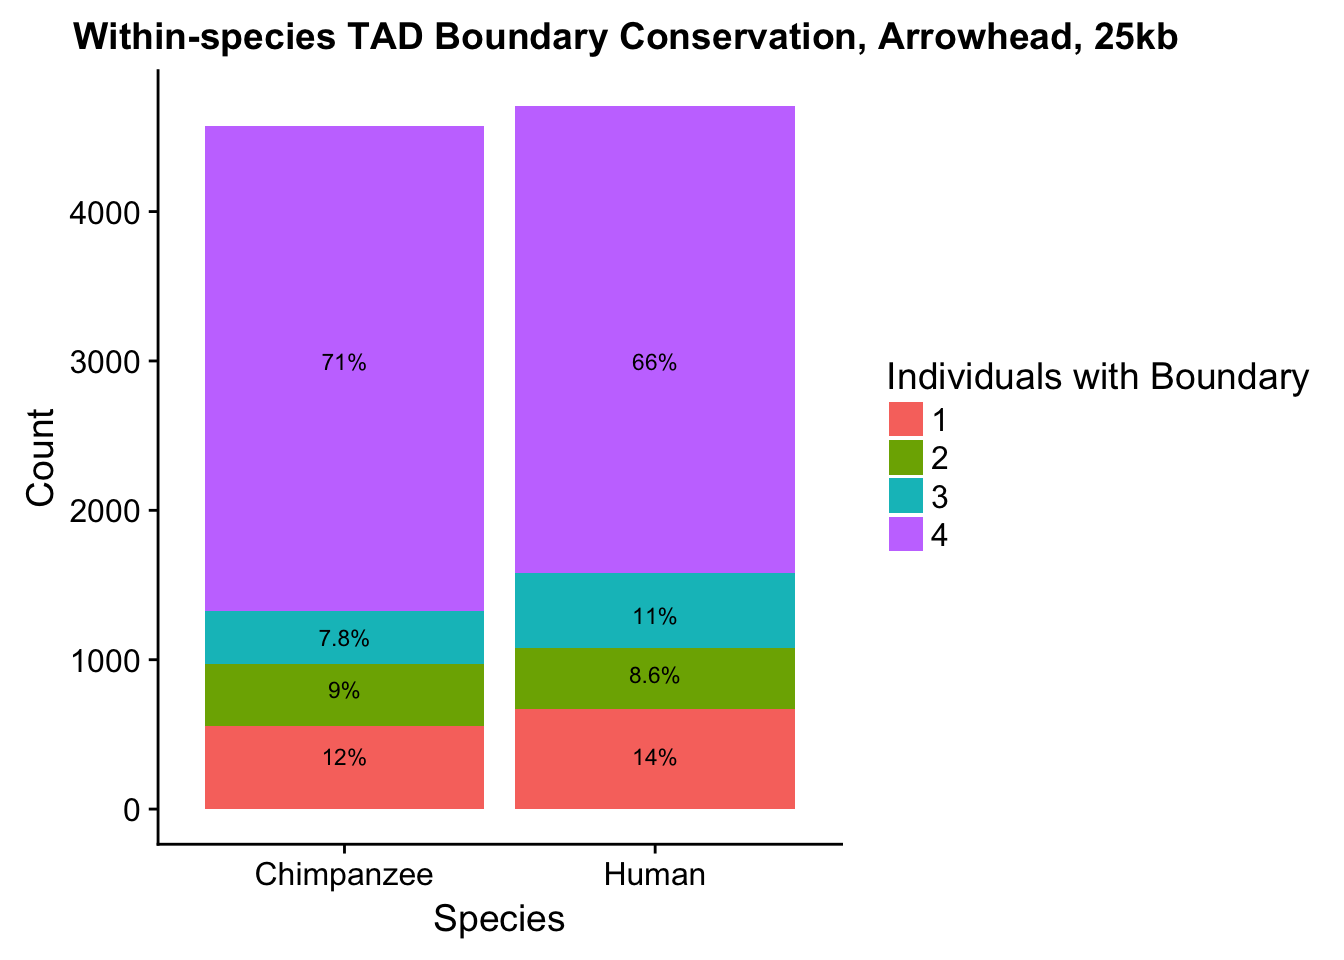 Within-species TAD Boundary Conservation, Arrowhead, 25kb
Count
4000
3000
2000
1000
0
71%
7.8%
9%
12%
66%
11%
8.6%
14%
Chimpanzee
Human
Species
Individuals with Boundary
1
2
3
4